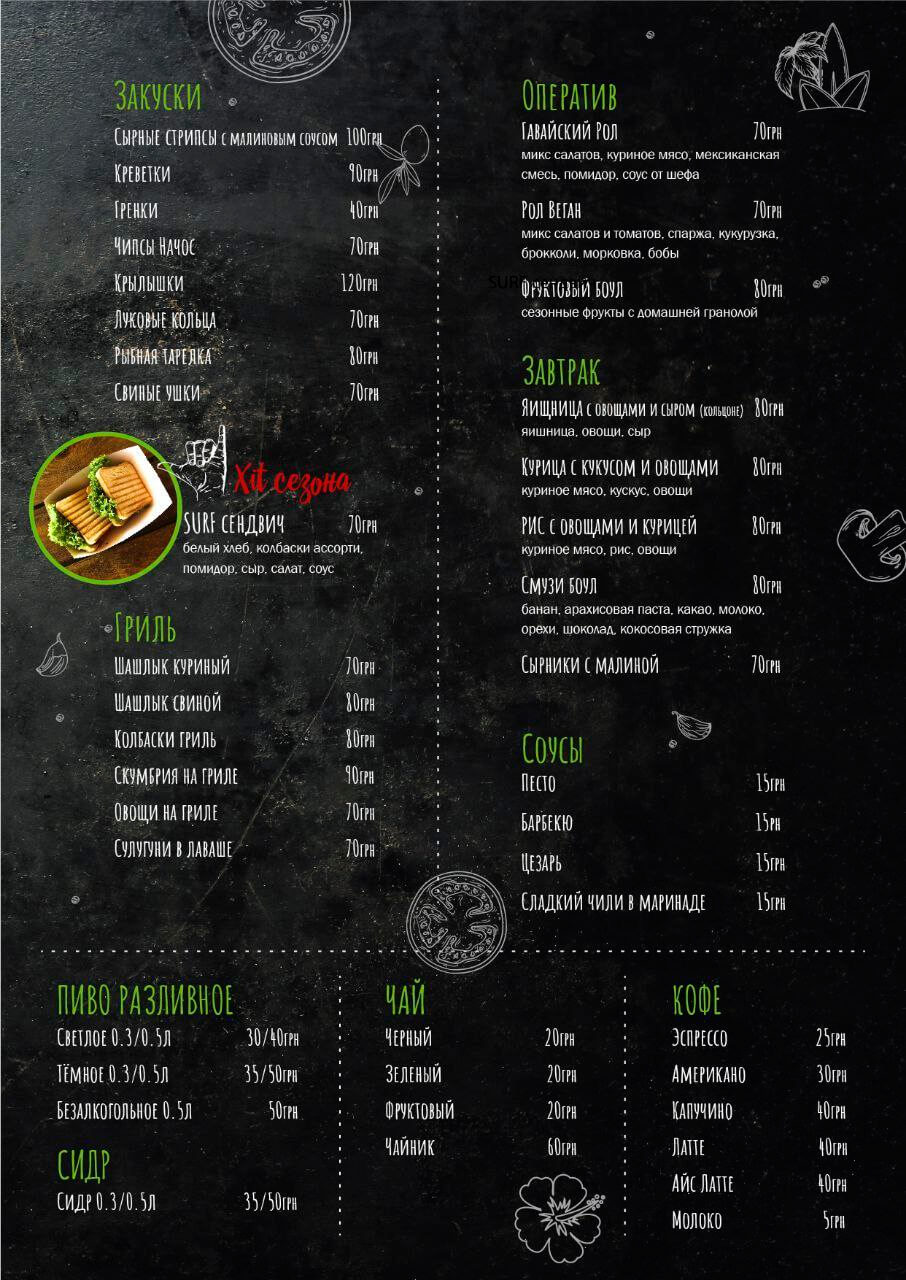 Закуски
Сырные стрипсы с малиновым соусом 100грн
Креветки 90грн
Гренки 40грн
Чипсы Начос 70грн
Крылышки 120грн
Луковые кольца 70грн
Рыбная тарелка 80грн
Свиные ушки 70грн
Xit сезона
SURF сендвич 70грн
белый хлеб, колбаски ассорти,
помидор, сыр, салат, соус
Гриль
Шашлык куриный 70грн
Шашлык свиной 80грн
Колбаски гриль 80грн
Скумбрия на гриле 90грн
Овощи на гриле 70грн
Сулугуни в лаваше 70грн
Оператив
Гавайский Рол 70грн
микс салатов, куриное мясо, мексиканская
смесь, помидор, соус от шефа
Рол Веган 70грн
микс салатов и томатов, спаржа, кукурузка,
брокколи, морковка, бобы
Фруктовый боул 80грн
сезонные фрукты с домашней гранолой
Завтрак
Яищница с овощами и сыром (кольцоне) 80грн
яишница, овощи, сыр
Курица с кукусом и овощами 80грн
куриное мясо, кускус, овощи
РИС с овощами и курицей 80грн
куриное мясо, рис, овощи
Смузи боул 80грн
банан, арахисовая паста, какао, молоко,
орехи, шоколад, кокосовая стружка
Сырники с малиной 70грн
Соусы
Песто 15грн
Барбекю 15рн
Цезарь 15грн
Сладкий чили в маринаде 15грн
ПИВО РАЗЛИВНОЕ
Светлое 0.3/0.5л 30/40грн
Тёмное 0.3/0.5л 35/50грн
Безалкогольное 0.5л 50грн
СИДР
Сидр 0.3/0.5л 35/50грн
ЧАЙ
Черный 20грн
Зеленый 20грн
Фруктовый 20грн
Чайник 60грн
КОФЕ
Эспрессо 25грн
Американо 30грн
Капучино 40грн
Латте 40грн
Айс Латте 40грн
Молоко 5грн